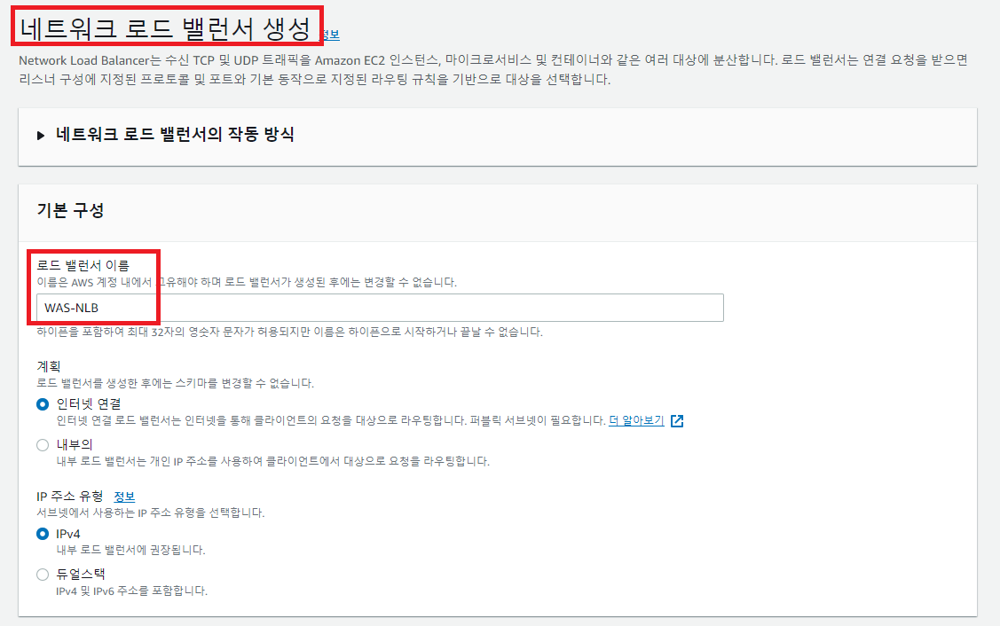 네트워크 로드 밸런서 생성 정보
Network Load Balancer는 수신 TCP 및 UDP 트래픽을 Amazon EC2 인스턴스, 마이크로서비스 및 컨테이너와 같은 여러 대상에 분산합니다. 로드 밸런서는 연결 요청을 받으면
리스너 구성에 지정된 프로토콜 및 포트와 기본 동작으로 지정된 라우팅 규칙을 기반으로 대상을 선택합니다.
네트워크 로드 밸런서의 작동 방식
기본 구성
로드 밸런서 이름
이름은 AWS 계정 내에서 고유해야 하며 로드 밸런서가 생성된 후에는 변경할 수 없습니다.
WAS-NLB
하이픈을 포함하여 최대 32자의 영숫자 문자가 허용되지만 이름은 하이픈으로 시작하거나 끝날 수 없습니다.
계획
로드 밸런서를 생성한 후에는 스키마를 변경할 수 없습니다.
인터넷 연결
인터넷 연결 로드 밸런서는 인터넷을 통해 클라이언트의 요청을 대상으로 라우팅합니다. 퍼블릭 서브넷이 필요합니다. 더 알아보기
내부의
내부 로드 밸런서는 개인 IP 주소를 사용하여 클라이언트에서 대상으로 요청을 라우팅합니다.
IP 주소 유형 정보
서브넷에서 사용하는 IP 주소 유형을 선택합니다.
IPv4
내부 로드 밸런서에 권장됩니다.
듀얼스택
IPv4 및 IPv6 주소를 포함합니다.